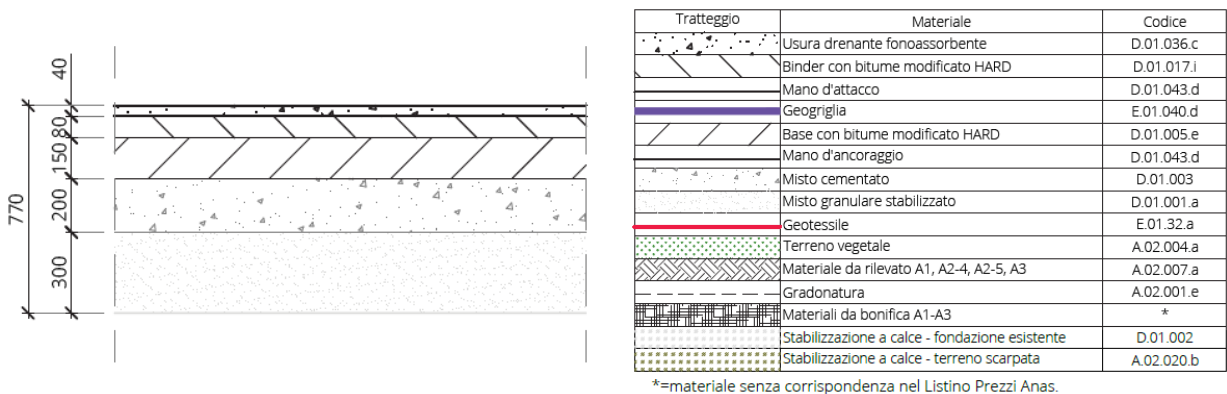 40
80
150
200
300
770
Tratteggio Materiale Codice
Usura drenante fonoassorbente D.01.036.c
Binder con bitume modificato HARD D.01.017.i
Mano d'attacco D.01.043.d
Geogriglia E.01.040.d
Base con bitume modificato HARD D.01.005.e
Mano d'ancoraggio D.01.043.d
Misto cementato D.01.003
Misto granulare stabilizzato D.01.001.a
Geotessile E.01.32.a
Terreno vegetale A.02.004.a
Materiale da rilevato A1, A2-4, A2-5, A3 A.02.007.a
Gradonatura A.02.001.e
Materiali da bonifica A1-A3 *
Stabilizzazione a calce - fondazione esistente D.01.002
Stabilizzazione a calce - terreno scarpata A.02.020.b
*=materiale senza corrispondenza nel Listino Prezzi Anas.